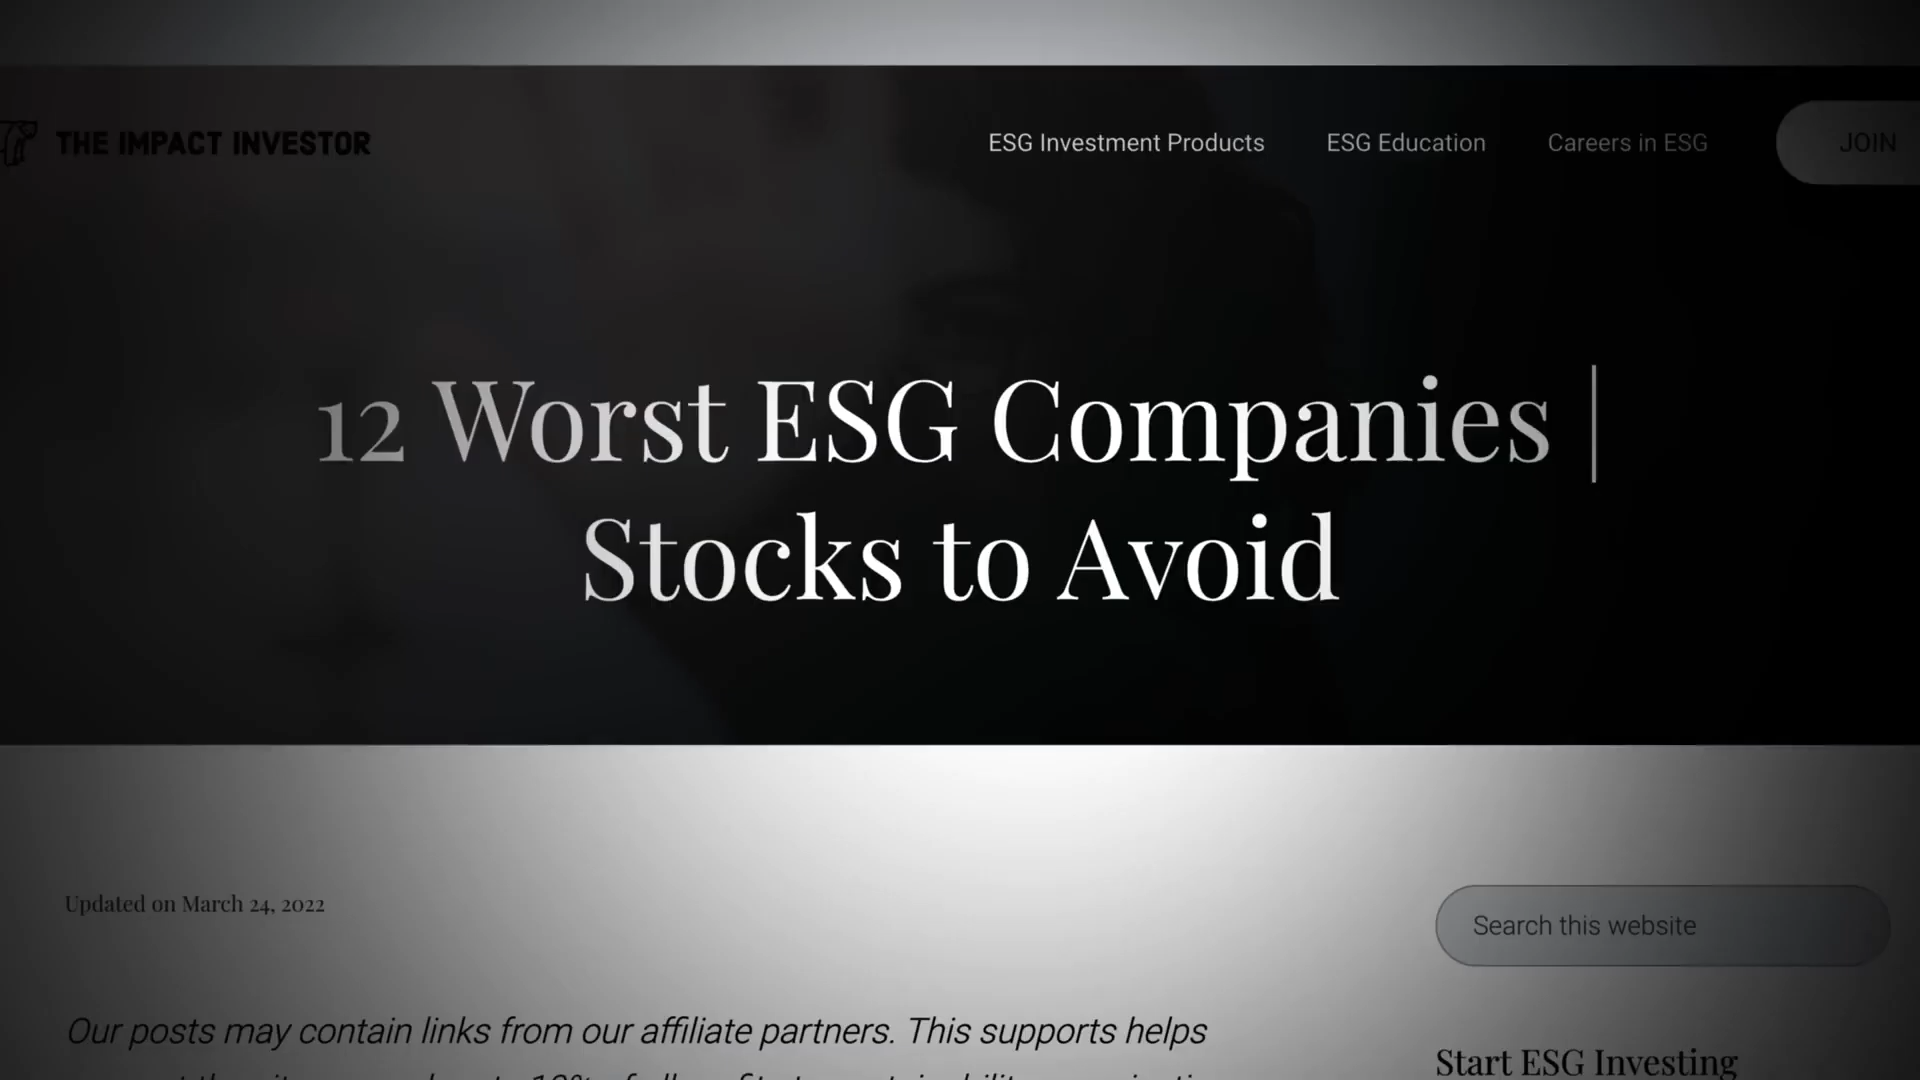 THE IMPACT INVESTOR
ESG Investment Products ESG Education Careers in ESG JOIN
12 Worst ESG Companies |
Stocks to Avoid
Updated on March 24, 2022
Search this website
Our posts may contain links from our affiliate partners. This supports helps
Start ESG Investing